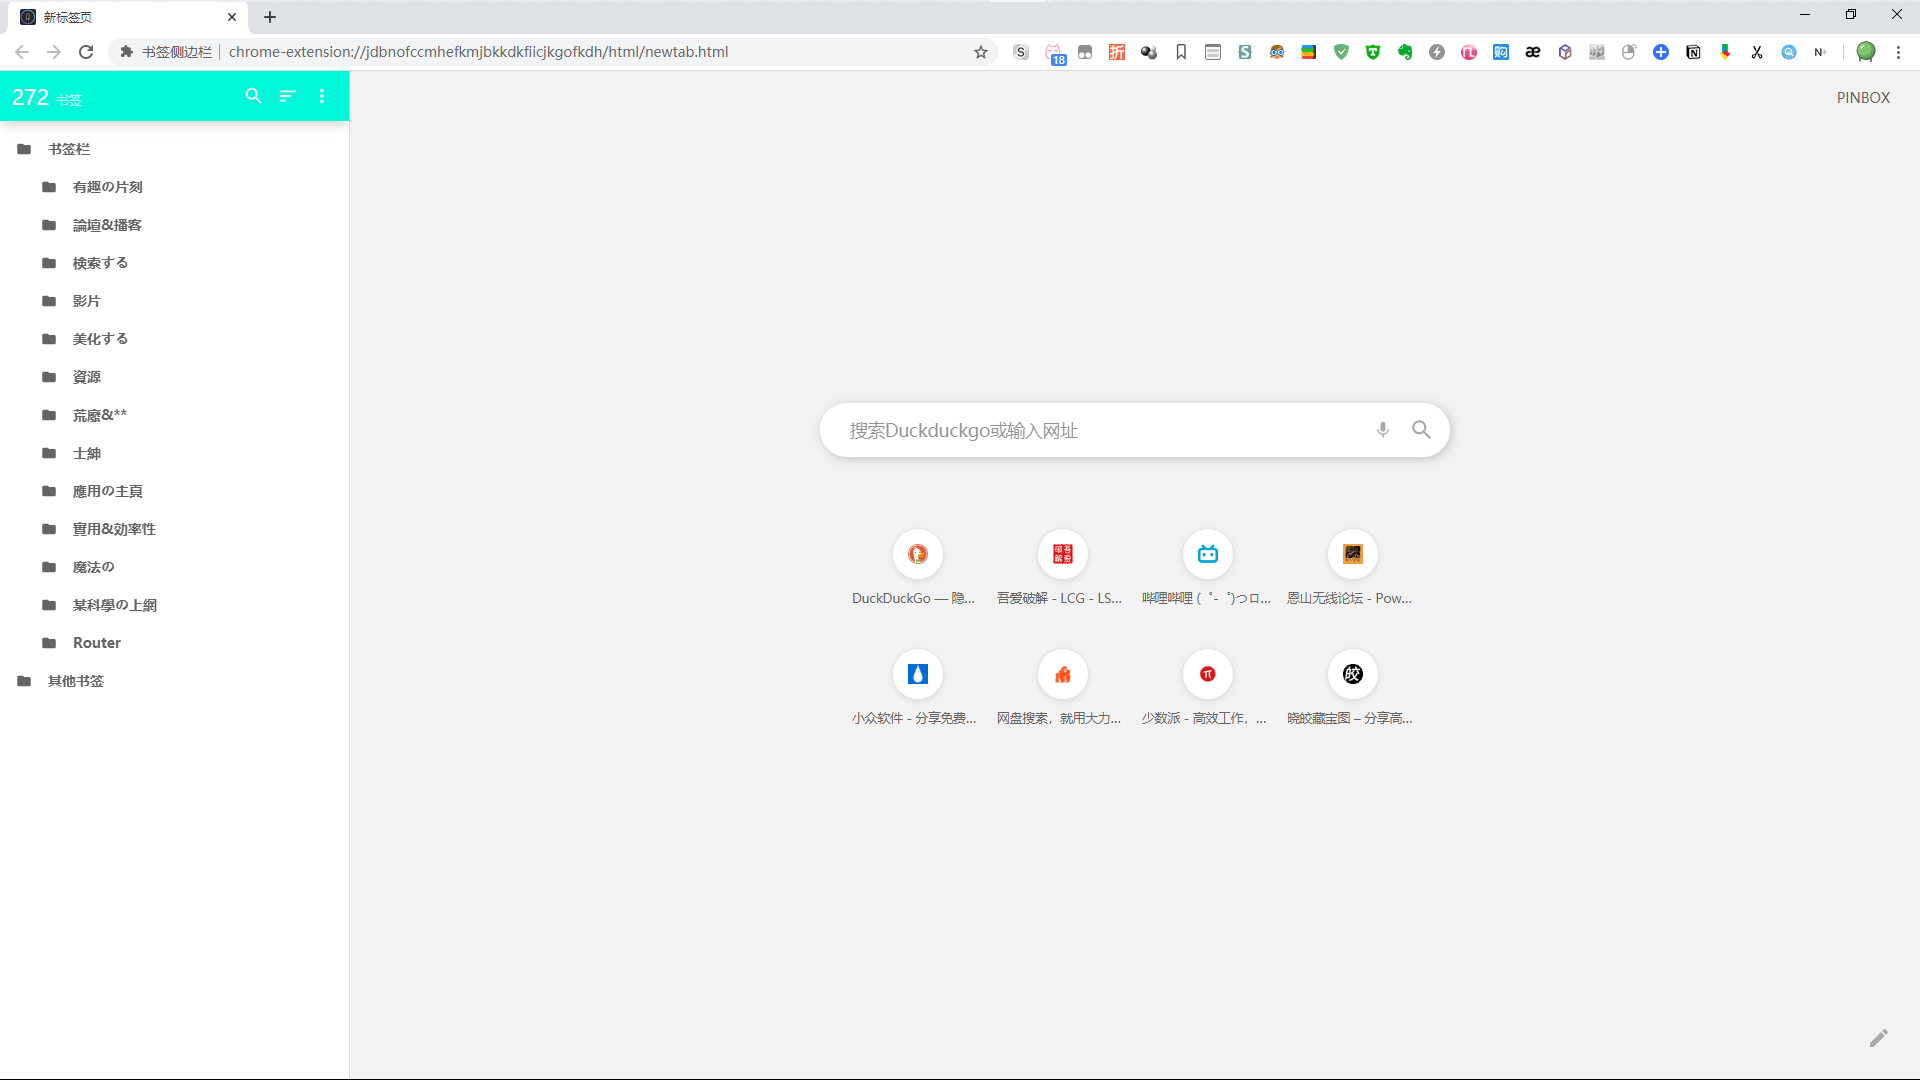 新标签页
书签侧边栏
chrome-extension://jdbnofccmhefkmjbkkdkfiicjkgofkdh/html/newtab.html
18
272 书签
PINBOX
书签栏
有趣の片刻
論壇&播客
検索する
影片
美化する
資源
荒廢&**
士紳
應用の主頁
實用&効率性
魔法の
某科學の上網
Router
其他书签
搜索Duckduckgo或输入网址
DuckDuckGo — 隐...
吾爱破解 - LCG - LS...
哔哩哔哩 (゜-゜)つロ...
恩山无线论坛 - Pow...
小众软件 - 分享免费...
网盘搜索，就用大力...
少数派 - 高效工作，...
晓皎藏宝图 – 分享高...